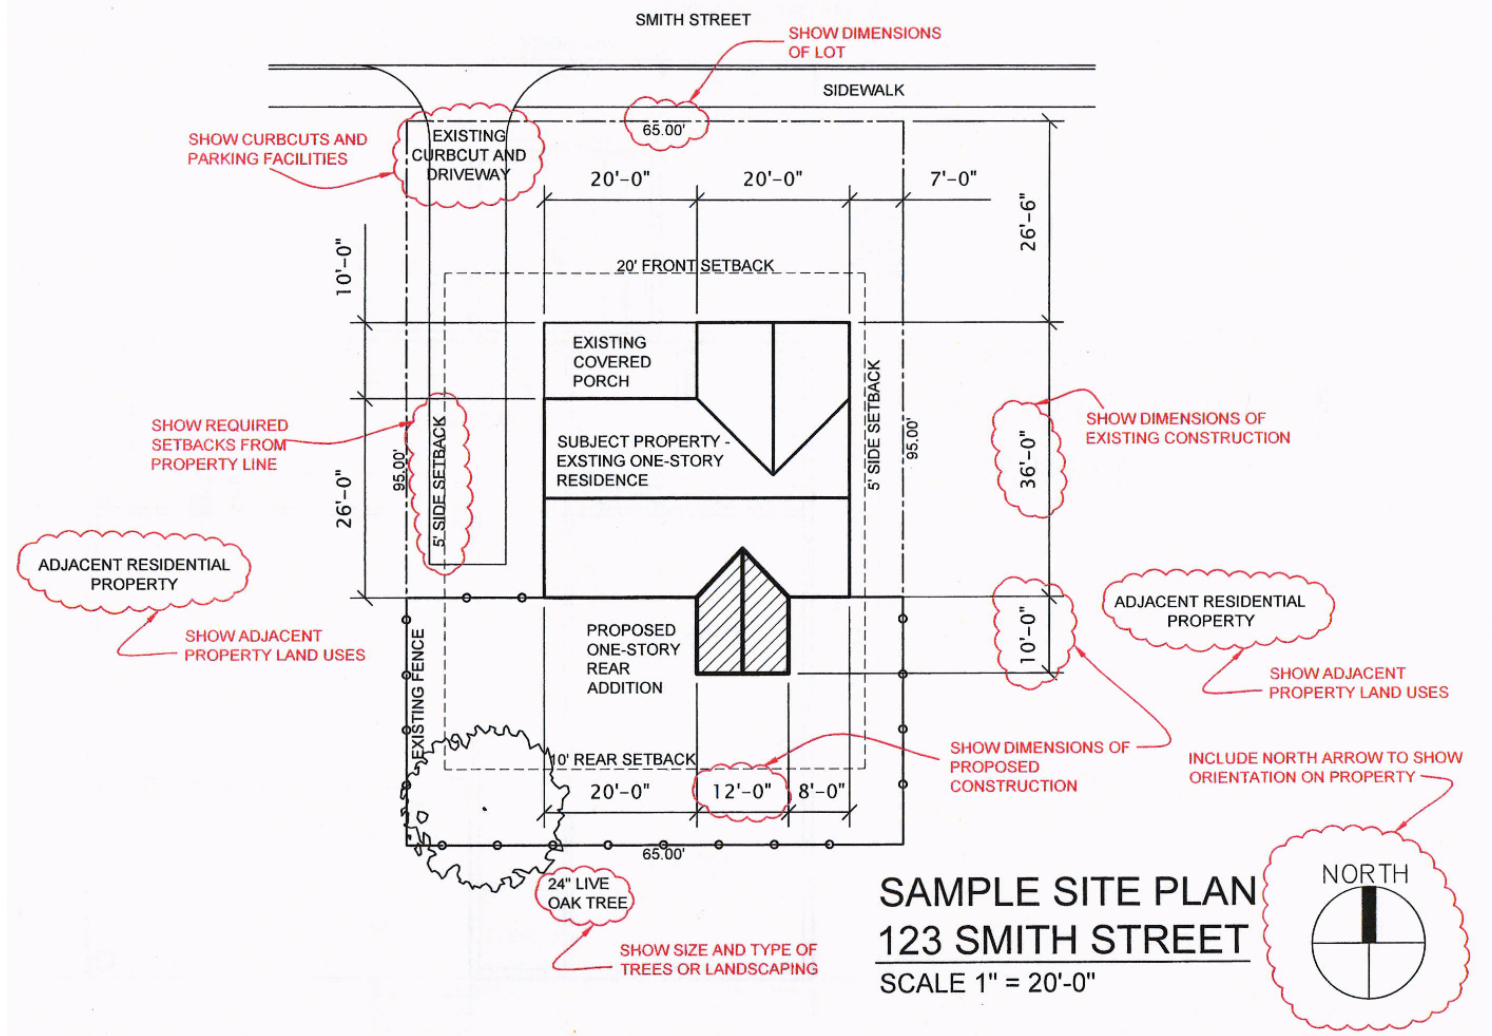 SMITH STREET
SHOW DIMENSIONS
OF LOT
SIDEWALK
65.00'
SHOW CURBCUTS AND
PARKING FACILITIES
EXISTING
CURBCUT AND
DRIVEWAY
20'-0"
20'-0"
7'-0"
26'-6"
10'-0"
20' FRONT SETBACK
EXISTING
COVERED
PORCH
SHOW REQUIRED
SETBACKS FROM
PROPERTY LINE
95.00'
5' SIDE SETBACK
26'-0"
SUBJECT PROPERTY -
EXSTING ONE-STORY
RESIDENCE
5' SIDE SETBACK
95.00'
36'-0"
SHOW DIMENSIONS OF
EXISTING CONSTRUCTION
ADJACENT RESIDENTIAL
PROPERTY
SHOW ADJACENT
PROPERTY LAND USES
EXISTING FENCE
PROPOSED
ONE-STORY
REAR
ADDITION
10'-0"
ADJACENT RESIDENTIAL
PROPERTY
SHOW ADJACENT
PROPERTY LAND USES
10' REAR SETBACK
20'-0"
12'-0"
8'-0"
SHOW DIMENSIONS OF
PROPOSED
CONSTRUCTION
INCLUDE NORTH ARROW TO SHOW
ORIENTATION ON PROPERTY
65.00'
24" LIVE
OAK TREE
SHOW SIZE AND TYPE OF
TREES OR LANDSCAPING
SAMPLE SITE PLAN
123 SMITH STREET
SCALE 1" = 20'-0"
NORTH